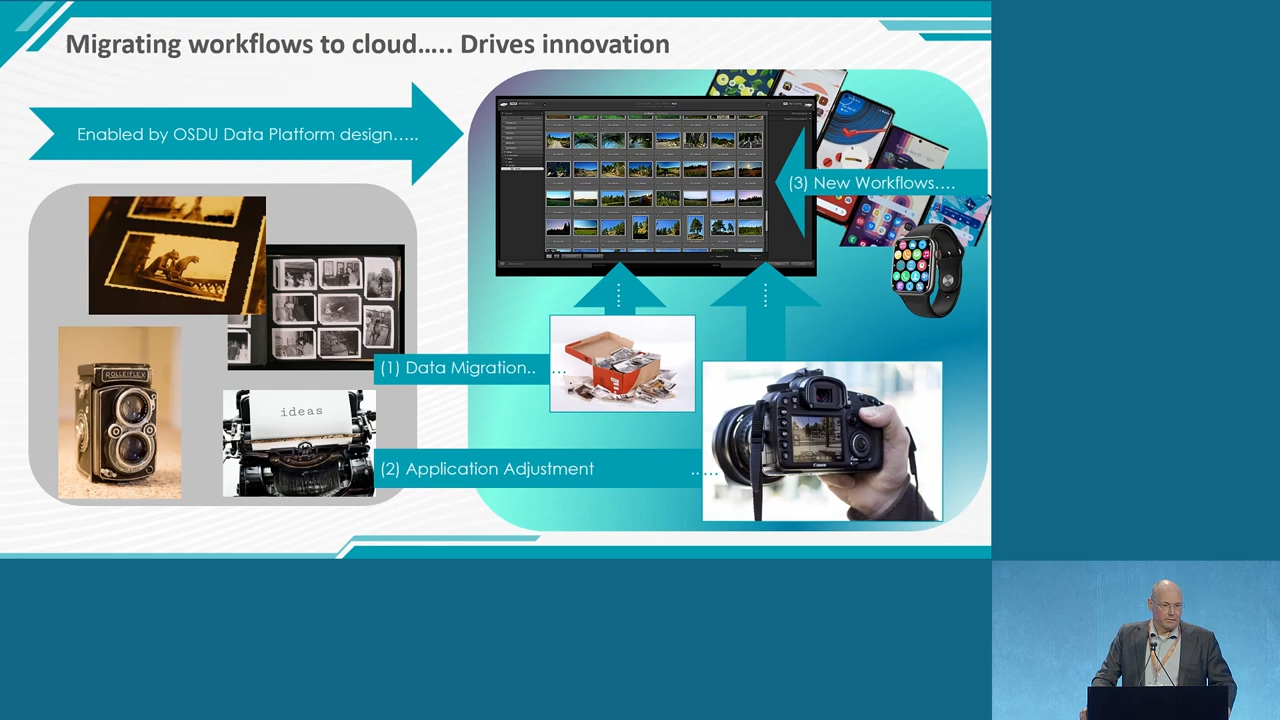 Migrating workflows to cloud….. Drives innovation
Enabled by OSDU Data Platform design…..
(3) New Workflows….
ROLLEIFLEX
(1) Data Migration..
ideas
(2) Application Adjustment
Canon